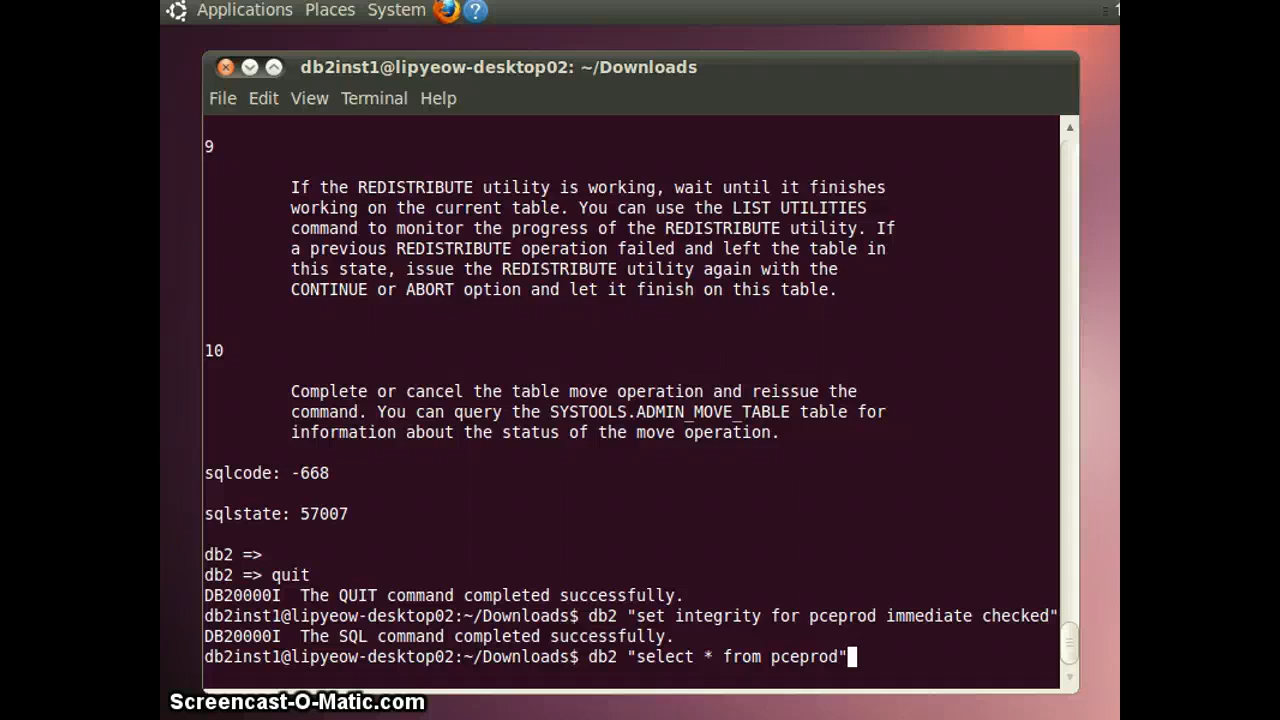 Applications Places System
db2inst1@lipyeow-desktop02: ~/Downloads
File Edit View Terminal Help
9
If the REDISTRIBUTE utility is working, wait until it finishes
working on the current table. You can use the LIST UTILITIES
command to monitor the progress of the REDISTRIBUTE utility. If
a previous REDISTRIBUTE operation failed and left the table in
this state, issue the REDISTRIBUTE utility again with the
CONTINUE or ABORT option and let it finish on this table.
10
Complete or cancel the table move operation and reissue the
command. You can query the SYSTOOLS.ADMIN_MOVE_TABLE table for
information about the status of the move operation.
sqlcode: -668
sqlstate: 57007
db2 =>
db2 => quit
DB20000I  The QUIT command completed successfully.
db2inst1@lipyeow-desktop02:~/Downloads$ db2 "set integrity for pceprod immediate checked"
DB20000I  The SQL command completed successfully.
db2inst1@lipyeow-desktop02:~/Downloads$ db2 "select * from pceprod"
Screencast-O-Matic.com